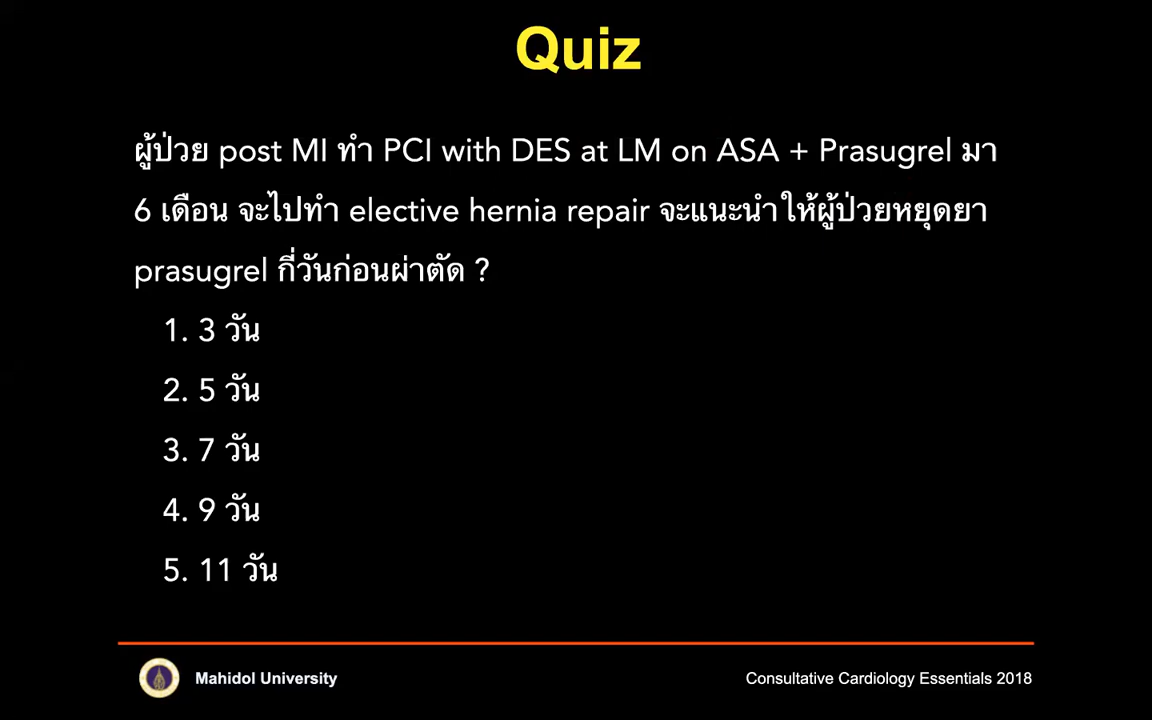 Quiz
ผู้ป่วย post MI ทำ PCI with DES at LM on ASA + Prasugrel มา
6 เดือน จะไปทำ elective hernia repair จะแนะนำให้ผู้ป่วยหยุดยา
prasugrel กี่วันก่อนผ่าตัด ?
1. 3 วัน
2. 5 วัน
3. 7 วัน
4. 9 วัน
5. 11 วัน
Mahidol University
Consultative Cardiology Essentials 2018